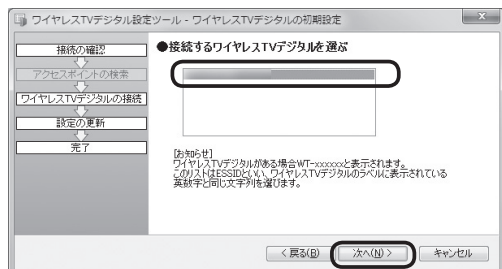 ワイヤレスTVデジタル設定ツール - ワイヤレスTVデジタルの初期設定
接続の確認
アクセスポイントの検索
ワイヤレスTVデジタルの接続
設定の更新
完了
●接続するワイヤレスTVデジタルを選ぶ
[お知らせ]
ワイヤレスTVデジタルがある場合WT-xxxxxxと表示されます。
このリストはESSIDといい、ワイヤレスTVデジタルのラベルに表示されている
英数字と同じ文字列を選びます。
< 戻る(B)
次へ(N) >
キャンセル